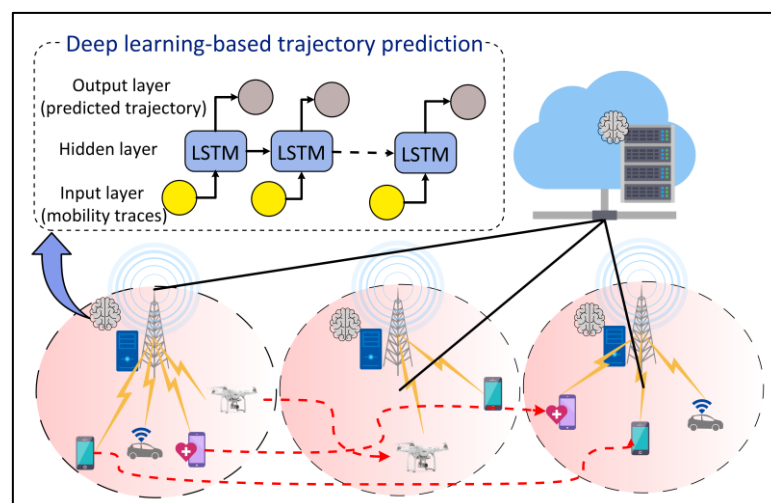 Deep learning-based trajectory prediction
Output layer
(predicted trajectory)
Hidden layer
LSTM
LSTM
LSTM
Input layer
(mobility traces)